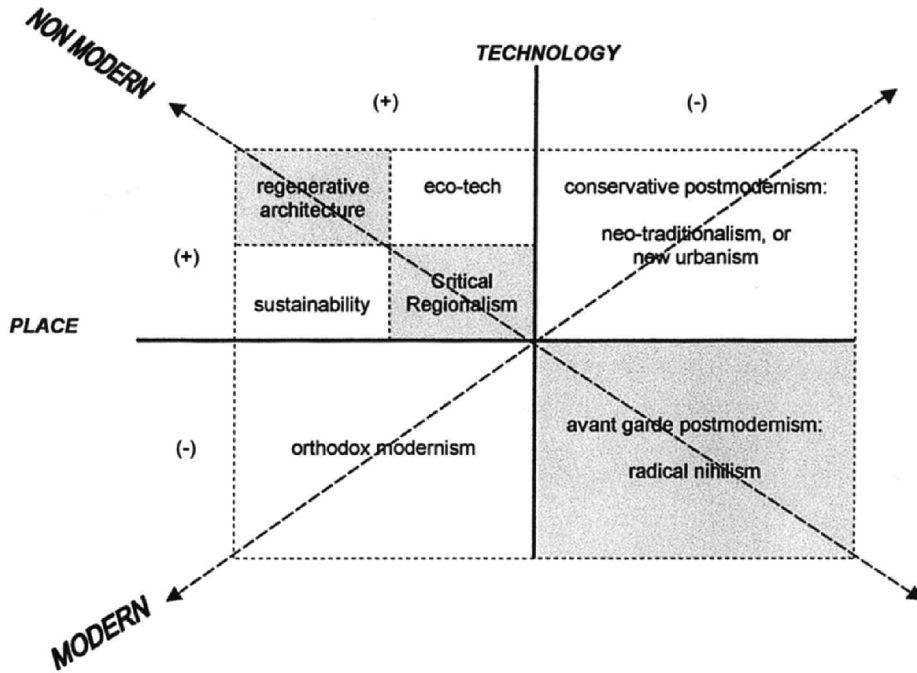 NON MODERN
TECHNOLOGY
(+)
(-)
regenerative
architecture
eco-tech
conservative postmodernism:
neo-traditionalism, or
new urbanism
(+)
sustainability
Critical
Regionalism
PLACE
(-)
orthodox modernism
avant garde postmodernism:
radical nihilism
MODERN